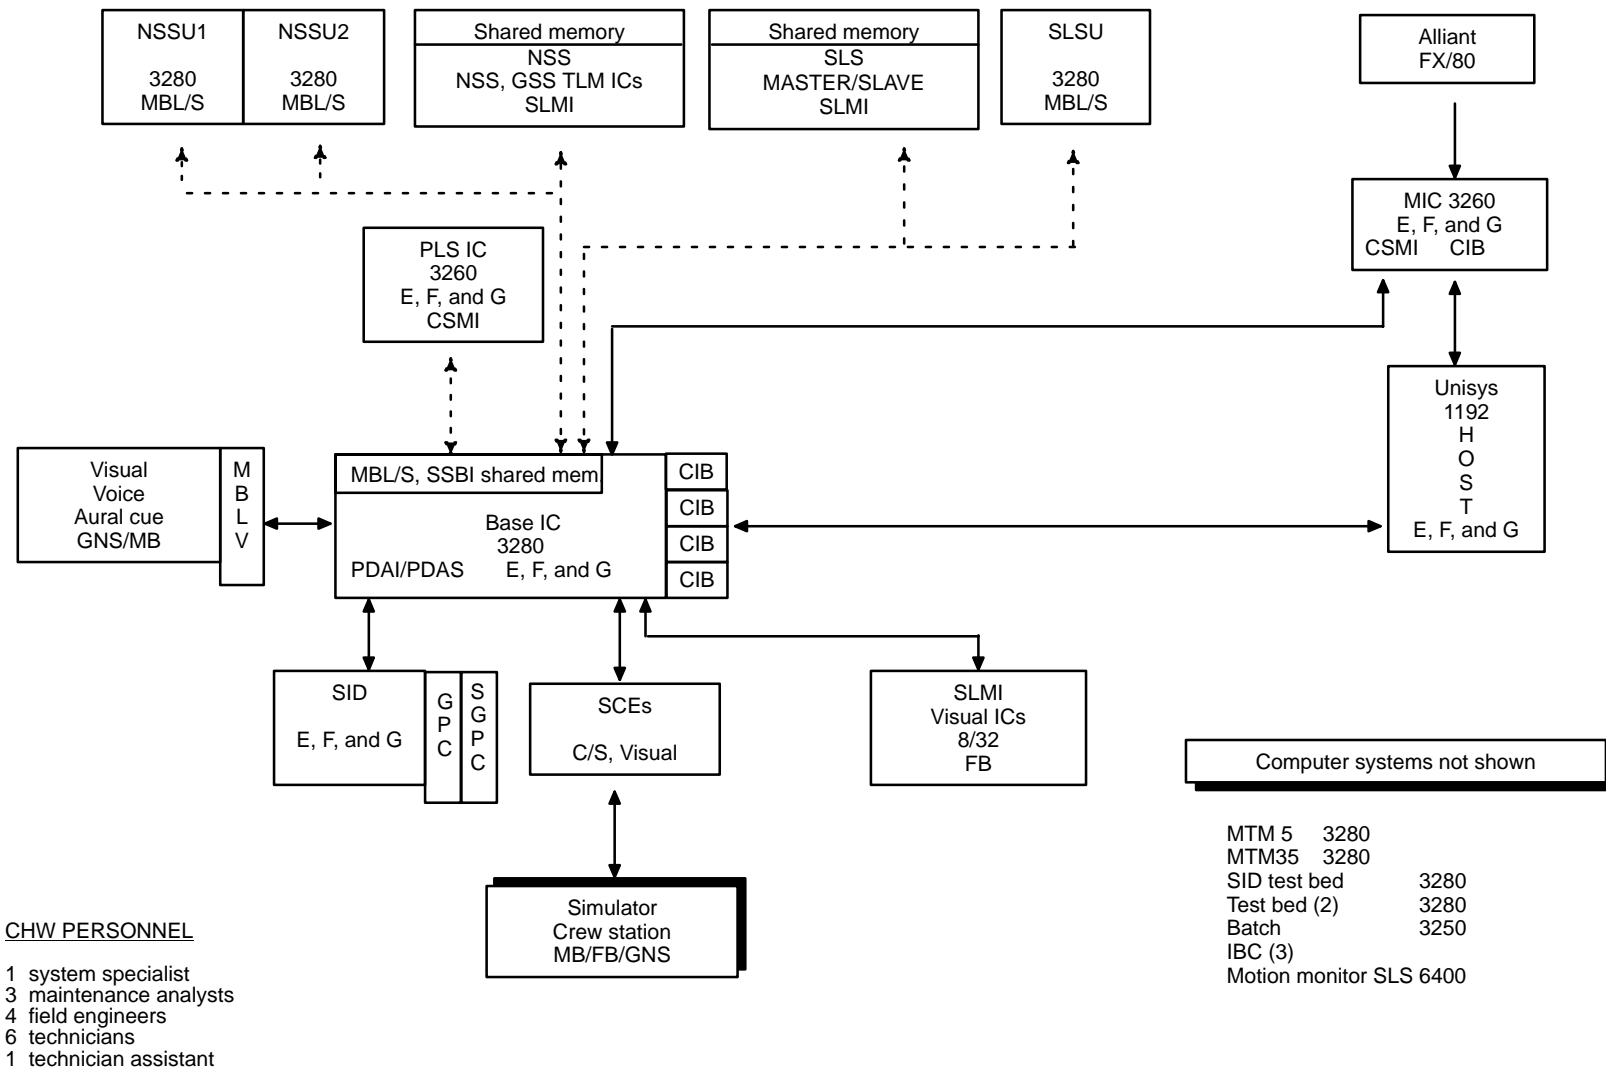 NSSU1
3280
MBL/S
NSSU2
3280
MBL/S
Shared memory
NSS
NSS, GSS TLM ICs
SLMI
Shared memory
SLS
MASTER/SLAVE
SLMI
SLSU
3280
MBL/S
Alliant
FX/80
MIC 3260
E, F, and G
CSMI CIB
PLS IC
3260
E, F, and G
CSMI
Unisys
1192
H
O
S
T
E, F, and G
Visual
Voice
Aural cue
GNS/MB
M
B
L
V
MBL/S, SSBI shared mem.
Base IC
3280
PDAI/PDAS E, F, and G
CIB
CIB
CIB
CIB
SID
E, F, and G
G
P
C
S
G
P
C
SCEs
C/S, Visual
SLMI
Visual ICs
8/32
FB
Simulator
Crew station
MB/FB/GNS
Computer systems not shown
MTM 5 3280
MTM35 3280
SID test bed 3280
Test bed (2) 3280
Batch 3250
IBC (3)
Motion monitor SLS 6400
CHW PERSONNEL
1 system specialist
3 maintenance analysts
4 field engineers
6 technicians
1 technician assistant